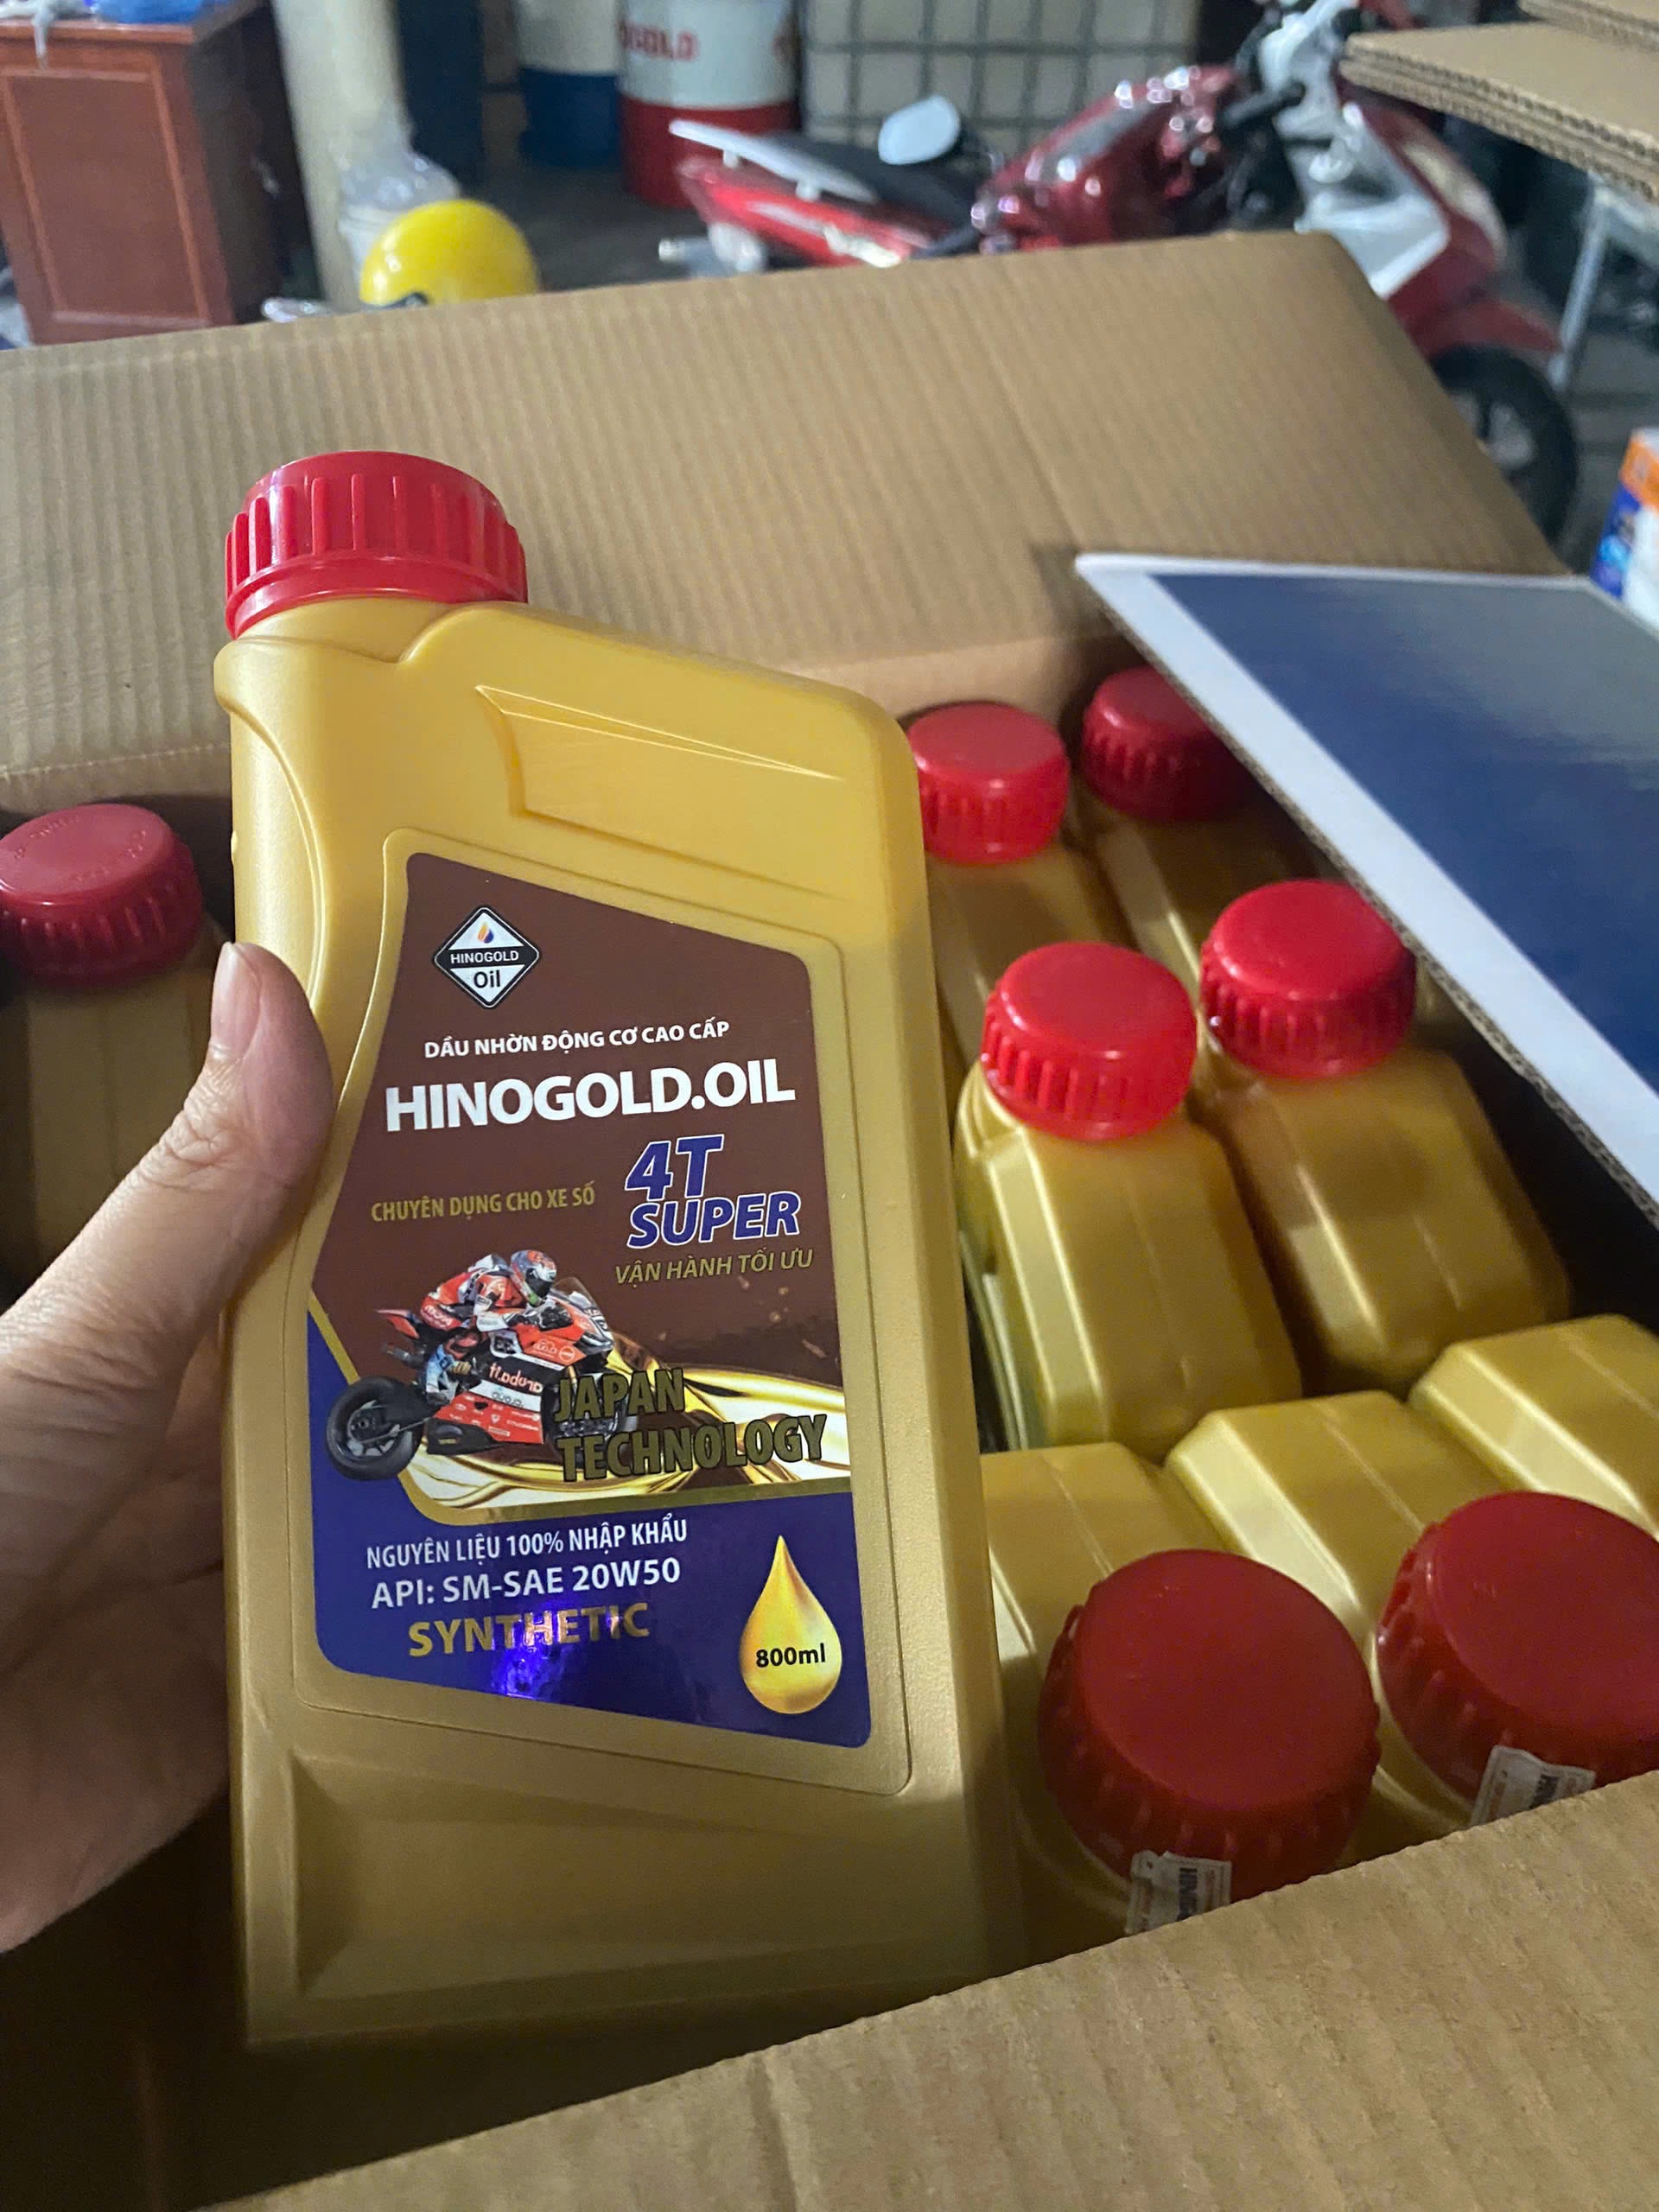 HINOGOLD
Oil
DẦU NHỜN ĐỘNG CƠ CAO CẤP
HINOGOLD.OIL
CHUYÊN DỤNG CHO XE SỐ
4T
SUPER
VẬN HÀNH TỐI ƯU
JAPAN
TECHNOLOGY
NGUYÊN LIỆU 100% NHẬP KHẨU
API: SM-SAE 20W50
SYNTHETIC
800ml